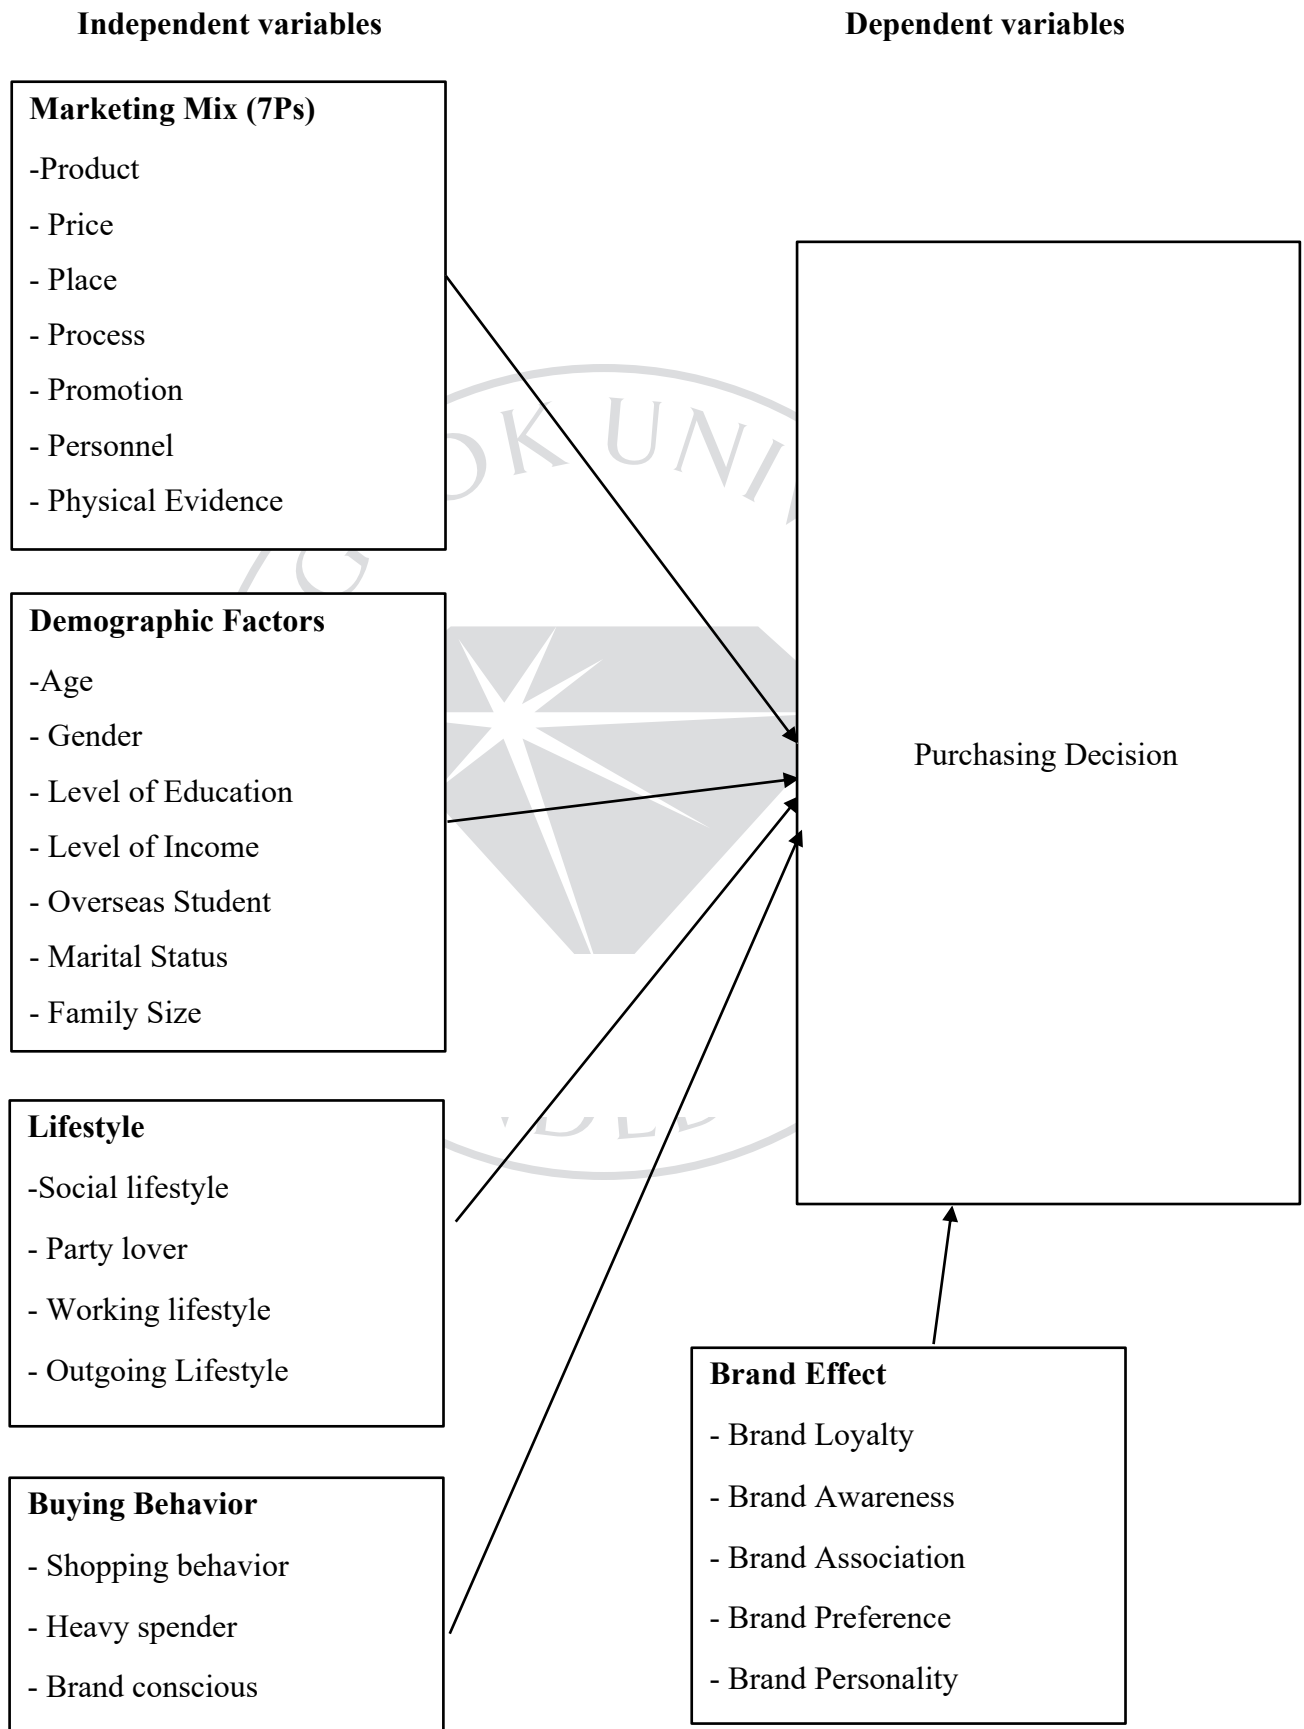 Independent variables
Dependent variables
Marketing Mix (7Ps)
-Product
- Price
- Place
- Process
- Promotion
- Personnel
- Physical Evidence
Demographic Factors
-Age
- Gender
- Level of Education
- Level of Income
- Overseas Student
- Marital Status
- Family Size
Lifestyle
-Social lifestyle
- Party lover
- Working lifestyle
- Outgoing Lifestyle
Buying Behavior
- Shopping behavior
- Heavy spender
- Brand conscious
Purchasing Decision
Brand Effect
- Brand Loyalty
- Brand Awareness
- Brand Association
- Brand Preference
- Brand Personality